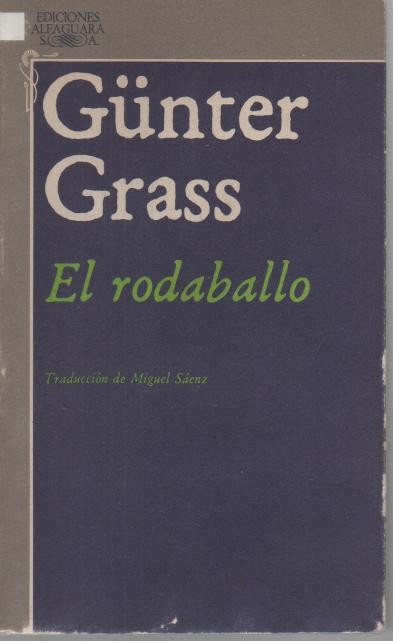 EDICIONES
ALFAGUARA
S. A.
Günter
Grass
El rodaballo
Traducción de Miguel Sáenz